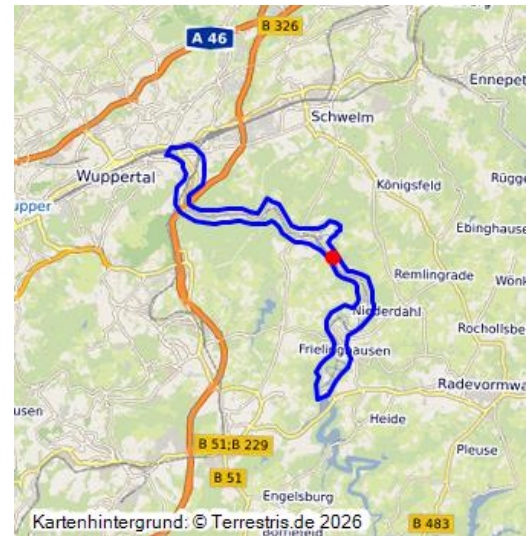 A 46
B 326
Ennepet
Schwelm
Wuppertal
Königsfeld
Rügge
upper
Ebinghause
Remlingrade
Wönk
Niederdahl
Rochollsbe
Frielinghausen
Radevormwa
usen
Heide
B 51;B 229
Pleuse
B 51
Engelsburg
Kartenhintergrund: © Terrestris.de 2026
B 483